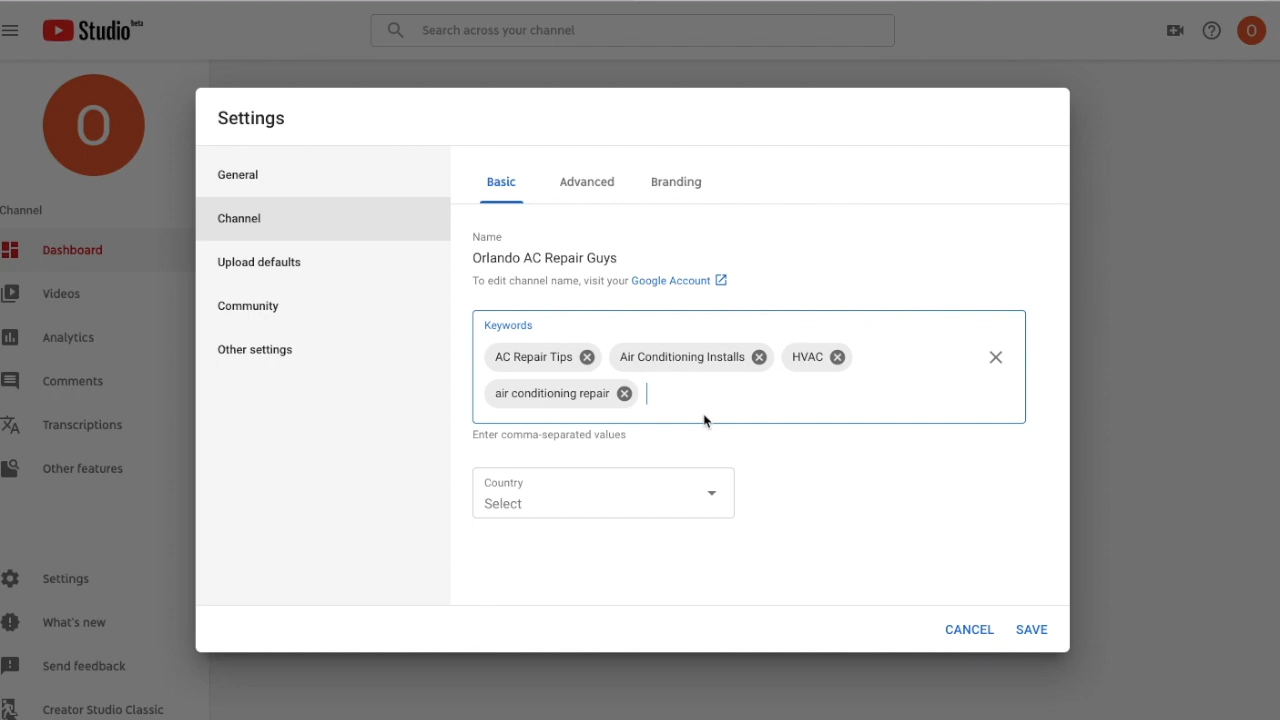 Studio beta
Search across your channel
O
O
Channel
Dashboard
Videos
Analytics
Comments
Transcriptions
Other features
Settings
What's new
Send feedback
Creator Studio Classic
Settings
General
Channel
Upload defaults
Community
Other settings
Basic Advanced Branding
Name
Orlando AC Repair Guys
To edit channel name, visit your Google Account
Keywords
AC Repair Tips Air Conditioning Installs HVAC
air conditioning repair
Enter comma-separated values
Country
Select
CANCEL SAVE